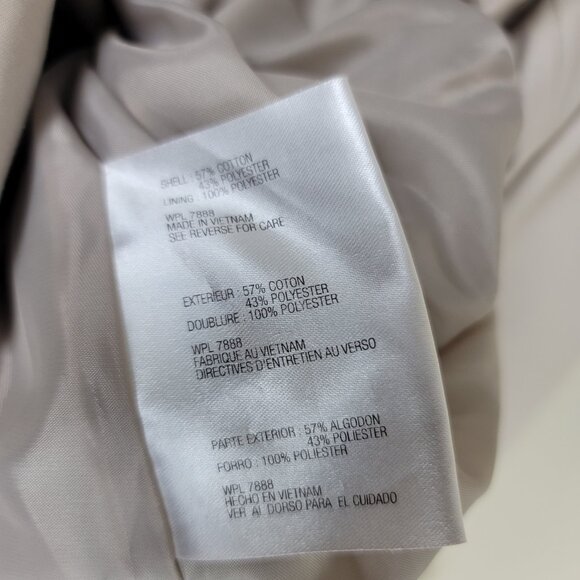 SHELL : 57% COTTON
43% POLYESTER
LINING : 100% POLYESTER
WPL 7888
MADE IN VIETNAM
SEE REVERSE FOR CARE
EXTERIEUR : 57% COTON
43% POLYESTER
DOUBLURE : 100% POLYESTER
WPL 7888
FABRIQUE AU VIETNAM
DIRECTIVES D'ENTRETIEN AU VERSO
PARTE EXTERIOR : 57% ALGODON
43% POLIESTER
FORRO : 100% POLIESTER
WPL 7888
HECHO EN VIETNAM
VER AL DORSO PARA EL CUIDADO